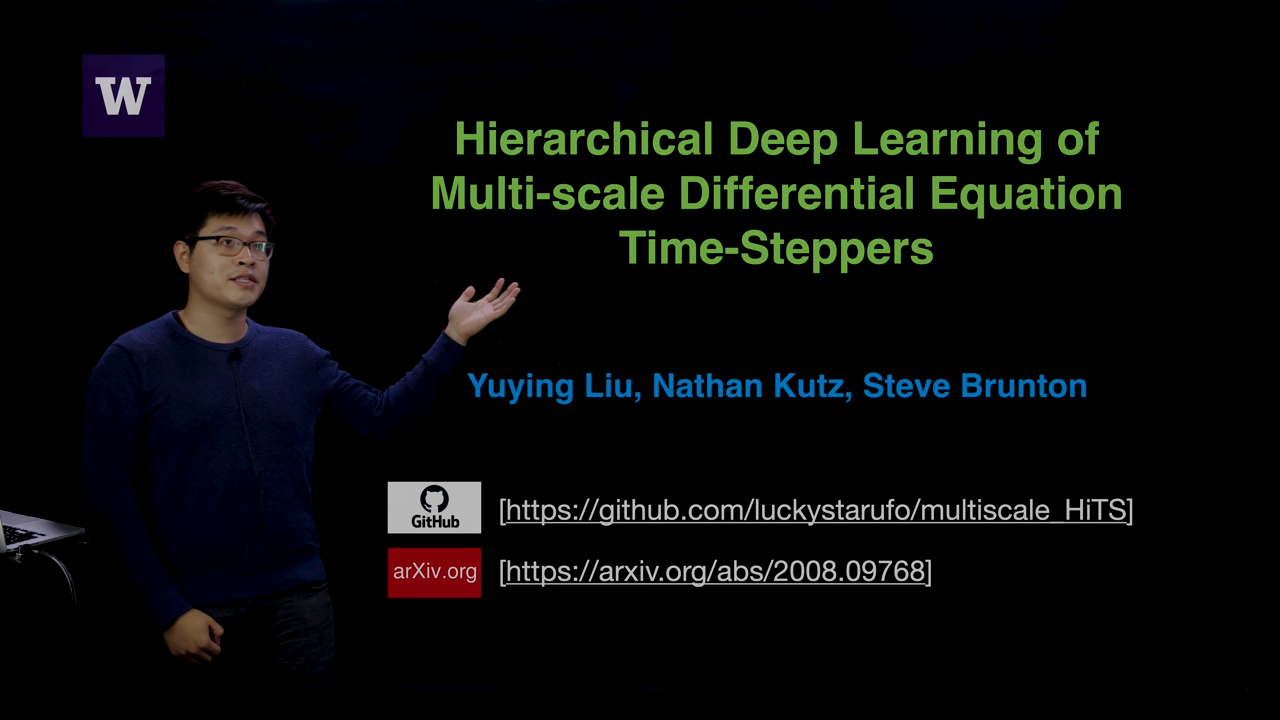 W
Hierarchical Deep Learning of
Multi-scale Differential Equation
Time-Steppers
Yuying Liu, Nathan Kutz, Steve Brunton
GitHub
[https://github.com/luckystarufo/multiscale_HiTS]
arXiv.org
[https://arxiv.org/abs/2008.09768]